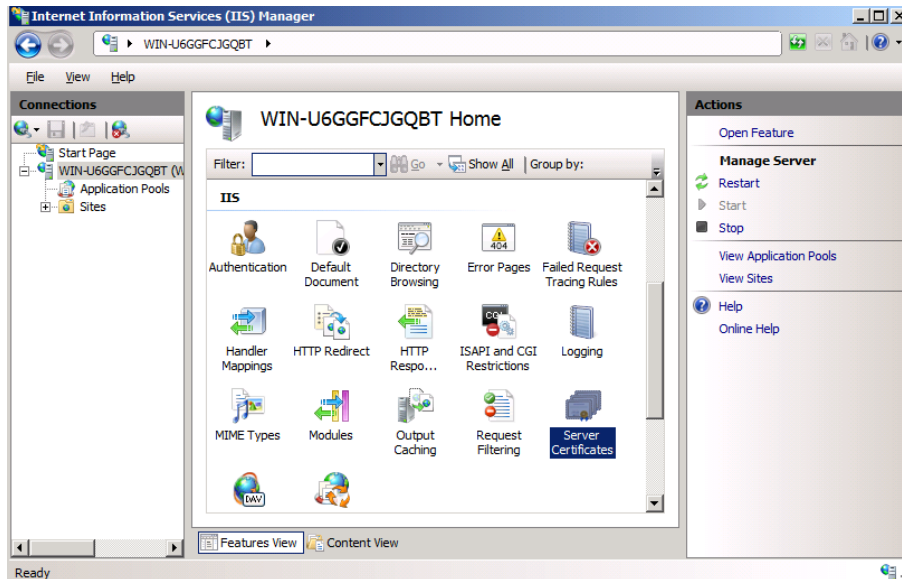 Internet Information Services (IIS) Manager
WIN-U6GGFCJGQBT
File View Help
Connections
Start Page
WIN-U6GGFCJGQBT (W
Application Pools
Sites
WIN-U6GGFCJGQBT Home
Filter: Go Show All Group by:
IIS
Authentication Default Document Directory Browsing Error Pages Failed Request Tracing Rules
404
Handler Mappings HTTP Redirect HTTP Respo... ISAPI and CGI Restrictions Logging
MIME Types Modules Output Caching Request Filtering Server Certificates
DAV
Features View Content View
Actions
Open Feature
Manage Server
Restart
Start
Stop
View Application Pools
View Sites
Help
Online Help
Ready